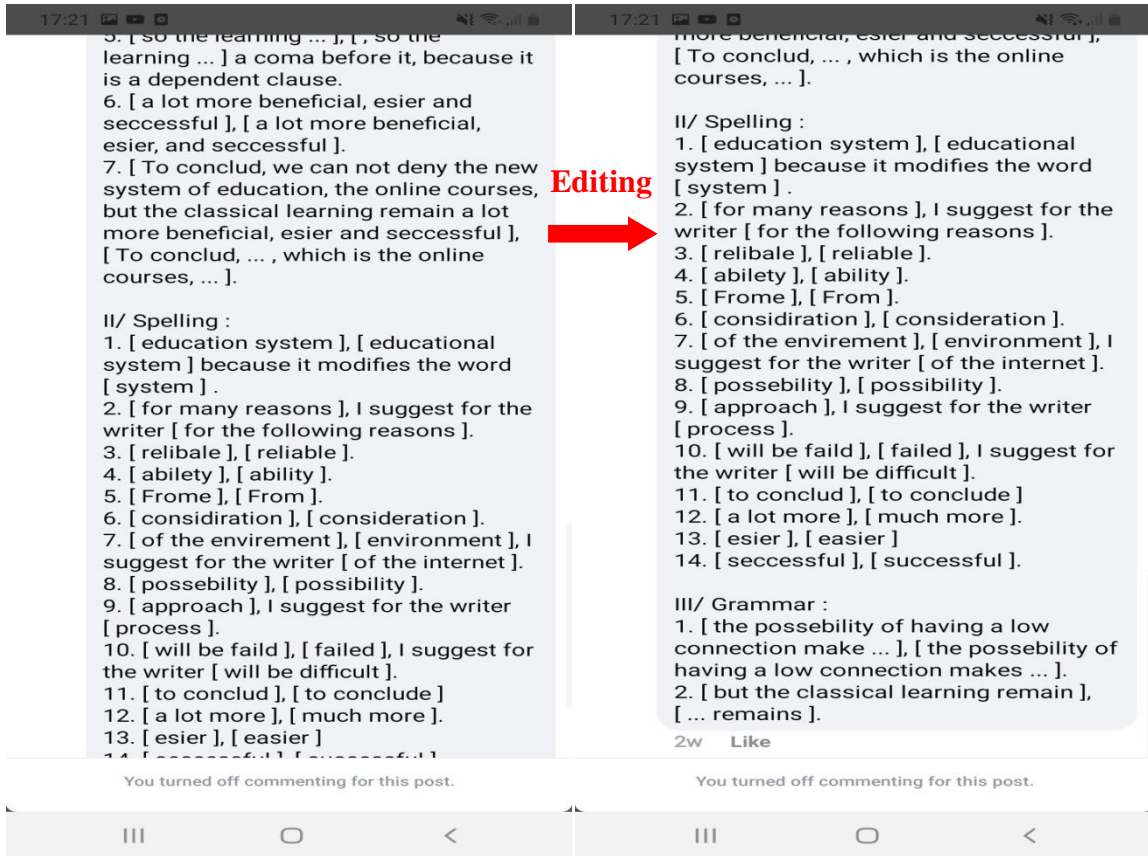 17:21
5. [ so the learning ... ], [ , so the
learning ... ] a coma before it, because it
is a dependent clause.
6. [ a lot more beneficial, esier and
seccessful ], [ a lot more beneficial,
esier, and seccessful ].
7. [ To conclud, we can not deny the new
system of education, the online courses,
but the classical learning remain a lot
more beneficial, esier and seccessful ],
[ To conclud, ... , which is the online
courses, ... ].
II/ Spelling :
1. [ education system ], [ educational
system ] because it modifies the word
[ system ] .
2. [ for many reasons ], I suggest for the
writer [ for the following reasons ].
3. [ relibale ], [ reliable ].
4. [ abilety ], [ ability ].
5. [ Frome ], [ From ].
6. [ considiration ], [ consideration ].
7. [ of the envirement ], [ environment ], I
suggest for the writer [ of the internet ].
8. [ possebility ], [ possibility ].
9. [ approach ], I suggest for the writer
[ process ].
10. [ will be faild ], [ failed ], I suggest for
the writer [ will be difficult ].
11. [ to conclud ], [ to conclude ]
12. [ a lot more ], [ much more ].
13. [ esier ], [ easier ]
14. [ seccessful ], [ successful ].
You turned off commenting for this post.
Editing
17:21
more beneficial, esier and seccessful ],
[ To conclud, ... , which is the online
courses, ... ].
II/ Spelling :
1. [ education system ], [ educational
system ] because it modifies the word
[ system ] .
2. [ for many reasons ], I suggest for the
writer [ for the following reasons ].
3. [ relibale ], [ reliable ].
4. [ abilety ], [ ability ].
5. [ Frome ], [ From ].
6. [ considiration ], [ consideration ].
7. [ of the envirement ], [ environment ], I
suggest for the writer [ of the internet ].
8. [ possebility ], [ possibility ].
9. [ approach ], I suggest for the writer
[ process ].
10. [ will be faild ], [ failed ], I suggest for
the writer [ will be difficult ].
11. [ to conclud ], [ to conclude ]
12. [ a lot more ], [ much more ].
13. [ esier ], [ easier ]
14. [ seccessful ], [ successful ].
III/ Grammar :
1. [ the possebility of having a low
connection make ... ], [ the possebility of
having a low connection makes ... ].
2. [ but the classical learning remain ],
[ ... remains ].
2w Like
You turned off commenting for this post.